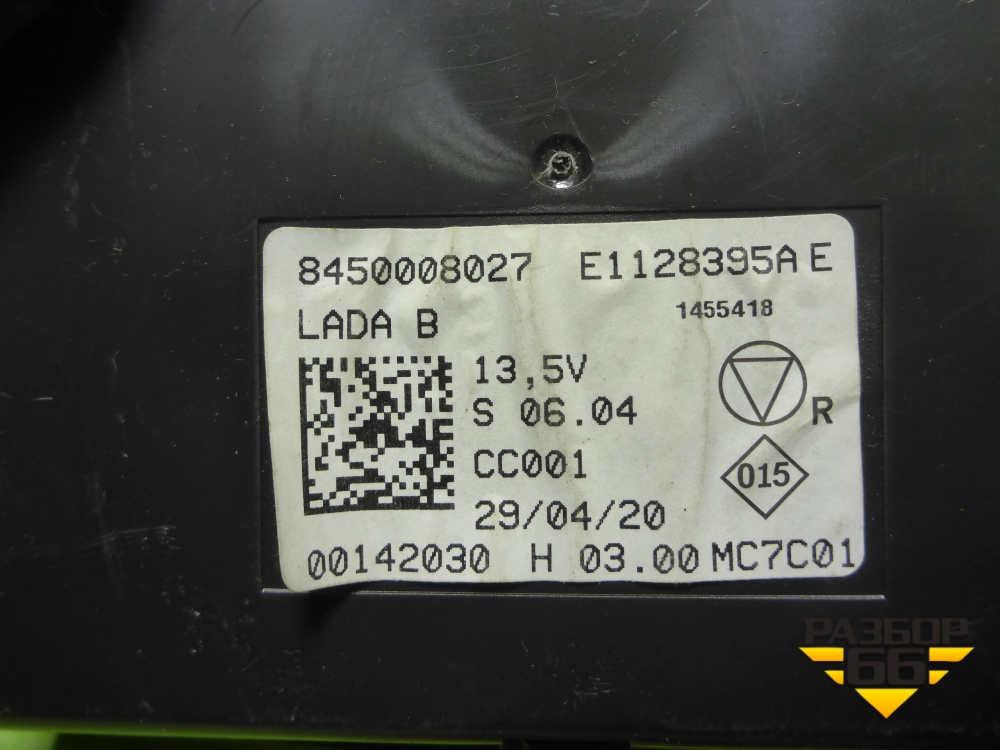 8450008027 E1128395A E
1455418
LADA B
13,5V
S 06.04
R
CC001
015
29/04/20
00142030 H 03.00 MC7C01
РАЗБОР
66